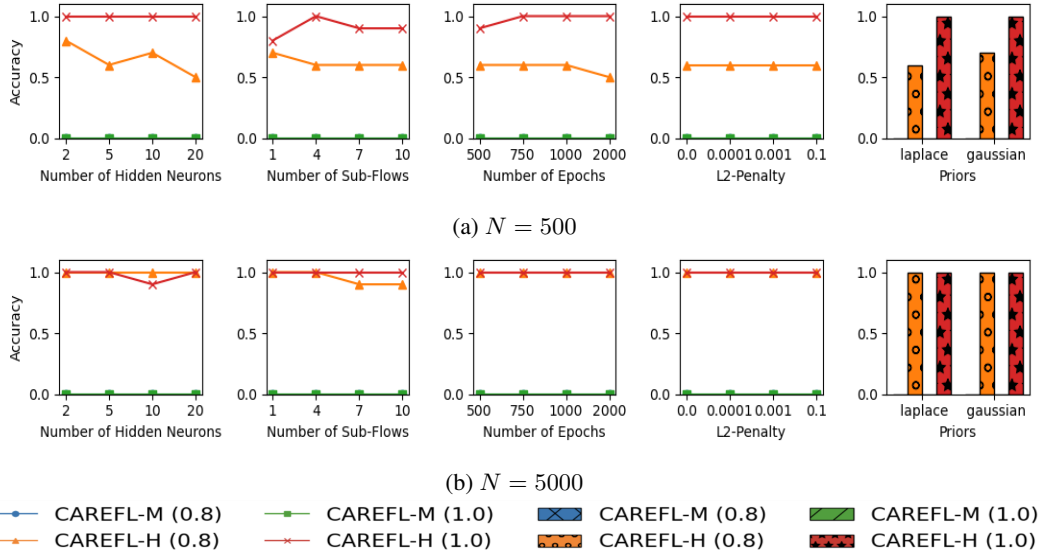 Accuracy
1.0
0.5
0.0
2 5 10 20
Number of Hidden Neurons
1.0
0.5
0.0
1 4 7 10
Number of Sub-Flows
1.0
0.5
0.0
500 750 1000 2000
Number of Epochs
1.0
0.5
0.0
0.0 0.0001 0.001 0.1
L2-Penalty
1.0
0.5
0.0
laplace gaussian
Priors
(a) N = 500
Accuracy
1.0
0.5
0.0
2 5 10 20
Number of Hidden Neurons
1.0
0.5
0.0
1 4 7 10
Number of Sub-Flows
1.0
0.5
0.0
500 750 1000 2000
Number of Epochs
1.0
0.5
0.0
0.0 0.0001 0.001 0.1
L2-Penalty
1.0
0.5
0.0
laplace gaussian
Priors
(b) N = 5000
CAREFL-M (0.8) CAREFL-M (1.0) CAREFL-M (0.8) CAREFL-M (1.0)
CAREFL-H (0.8) CAREFL-H (1.0) CAREFL-H (0.8) CAREFL-H (1.0)